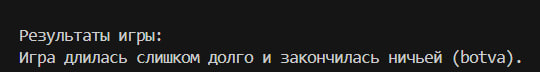 Результаты игры:
Игра длилась слишком долго и закончилась ничьей (botva).